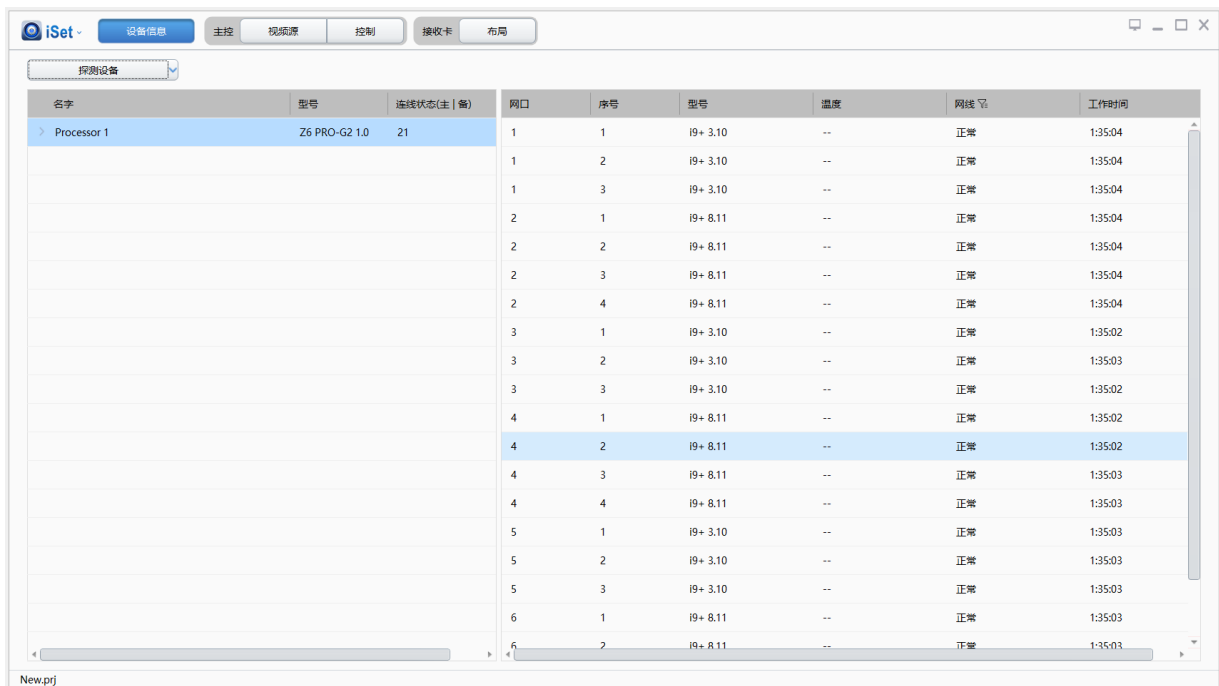 iSet 设备信息 主控 视频源 控制 接收卡 布局
探测设备
名字 型号 连线状态(主 | 备) 网口 序号 型号 温度 网线 工作时间
Processor 1 Z6 PRO-G2 1.0 21 1 1 i9+ 3.10 -- 正常 1:35:04
1 2 i9+ 3.10 -- 正常 1:35:04
1 3 i9+ 3.10 -- 正常 1:35:04
2 1 i9+ 8.11 -- 正常 1:35:04
2 2 i9+ 8.11 -- 正常 1:35:04
2 3 i9+ 8.11 -- 正常 1:35:04
2 4 i9+ 8.11 -- 正常 1:35:04
3 1 i9+ 3.10 -- 正常 1:35:02
3 2 i9+ 3.10 -- 正常 1:35:03
3 3 i9+ 3.10 -- 正常 1:35:02
4 1 i9+ 8.11 -- 正常 1:35:02
4 2 i9+ 8.11 -- 正常 1:35:02
4 3 i9+ 8.11 -- 正常 1:35:03
4 4 i9+ 8.11 -- 正常 1:35:03
5 1 i9+ 3.10 -- 正常 1:35:03
5 2 i9+ 3.10 -- 正常 1:35:03
5 3 i9+ 3.10 -- 正常 1:35:03
6 1 i9+ 8.11 -- 正常 1:35:03
6 2 i9+ 8.11 -- 正常 1:35:03
New.prj